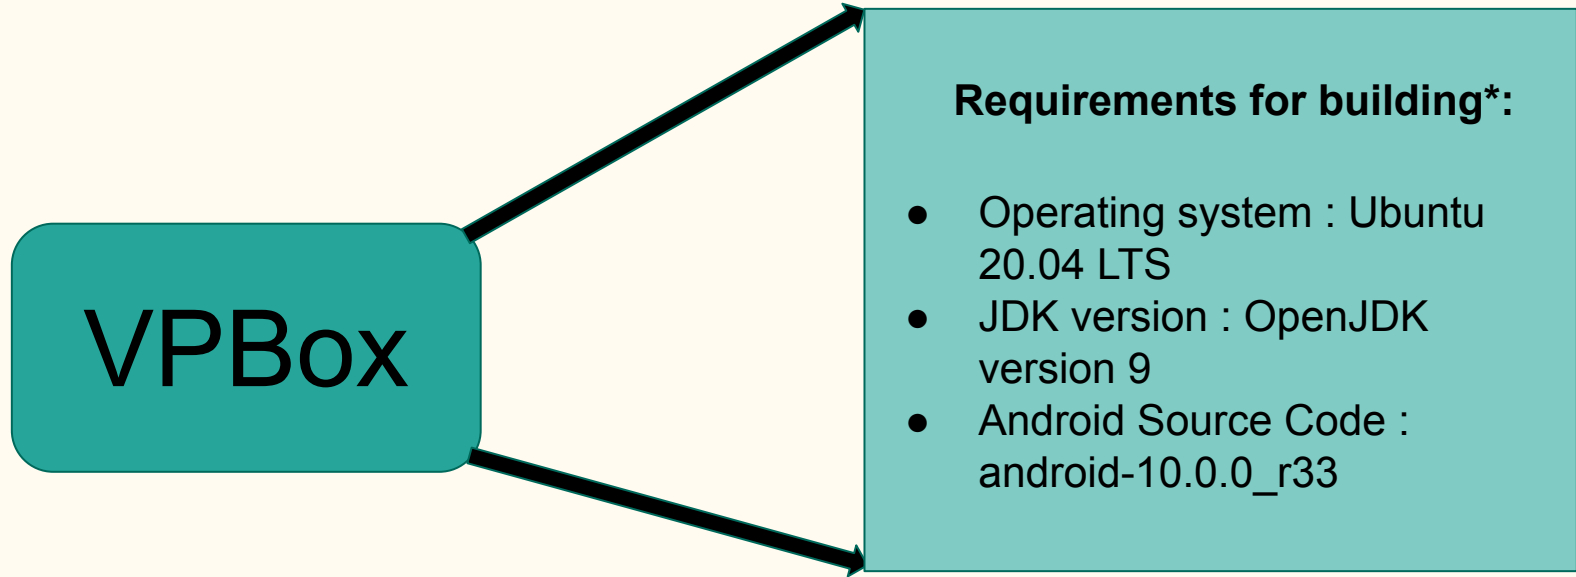 VPBox
Requirements for building*:
● Operating system : Ubuntu
20.04 LTS
● JDK version : OpenJDK
version 9
● Android Source Code :
android-10.0.0_r33